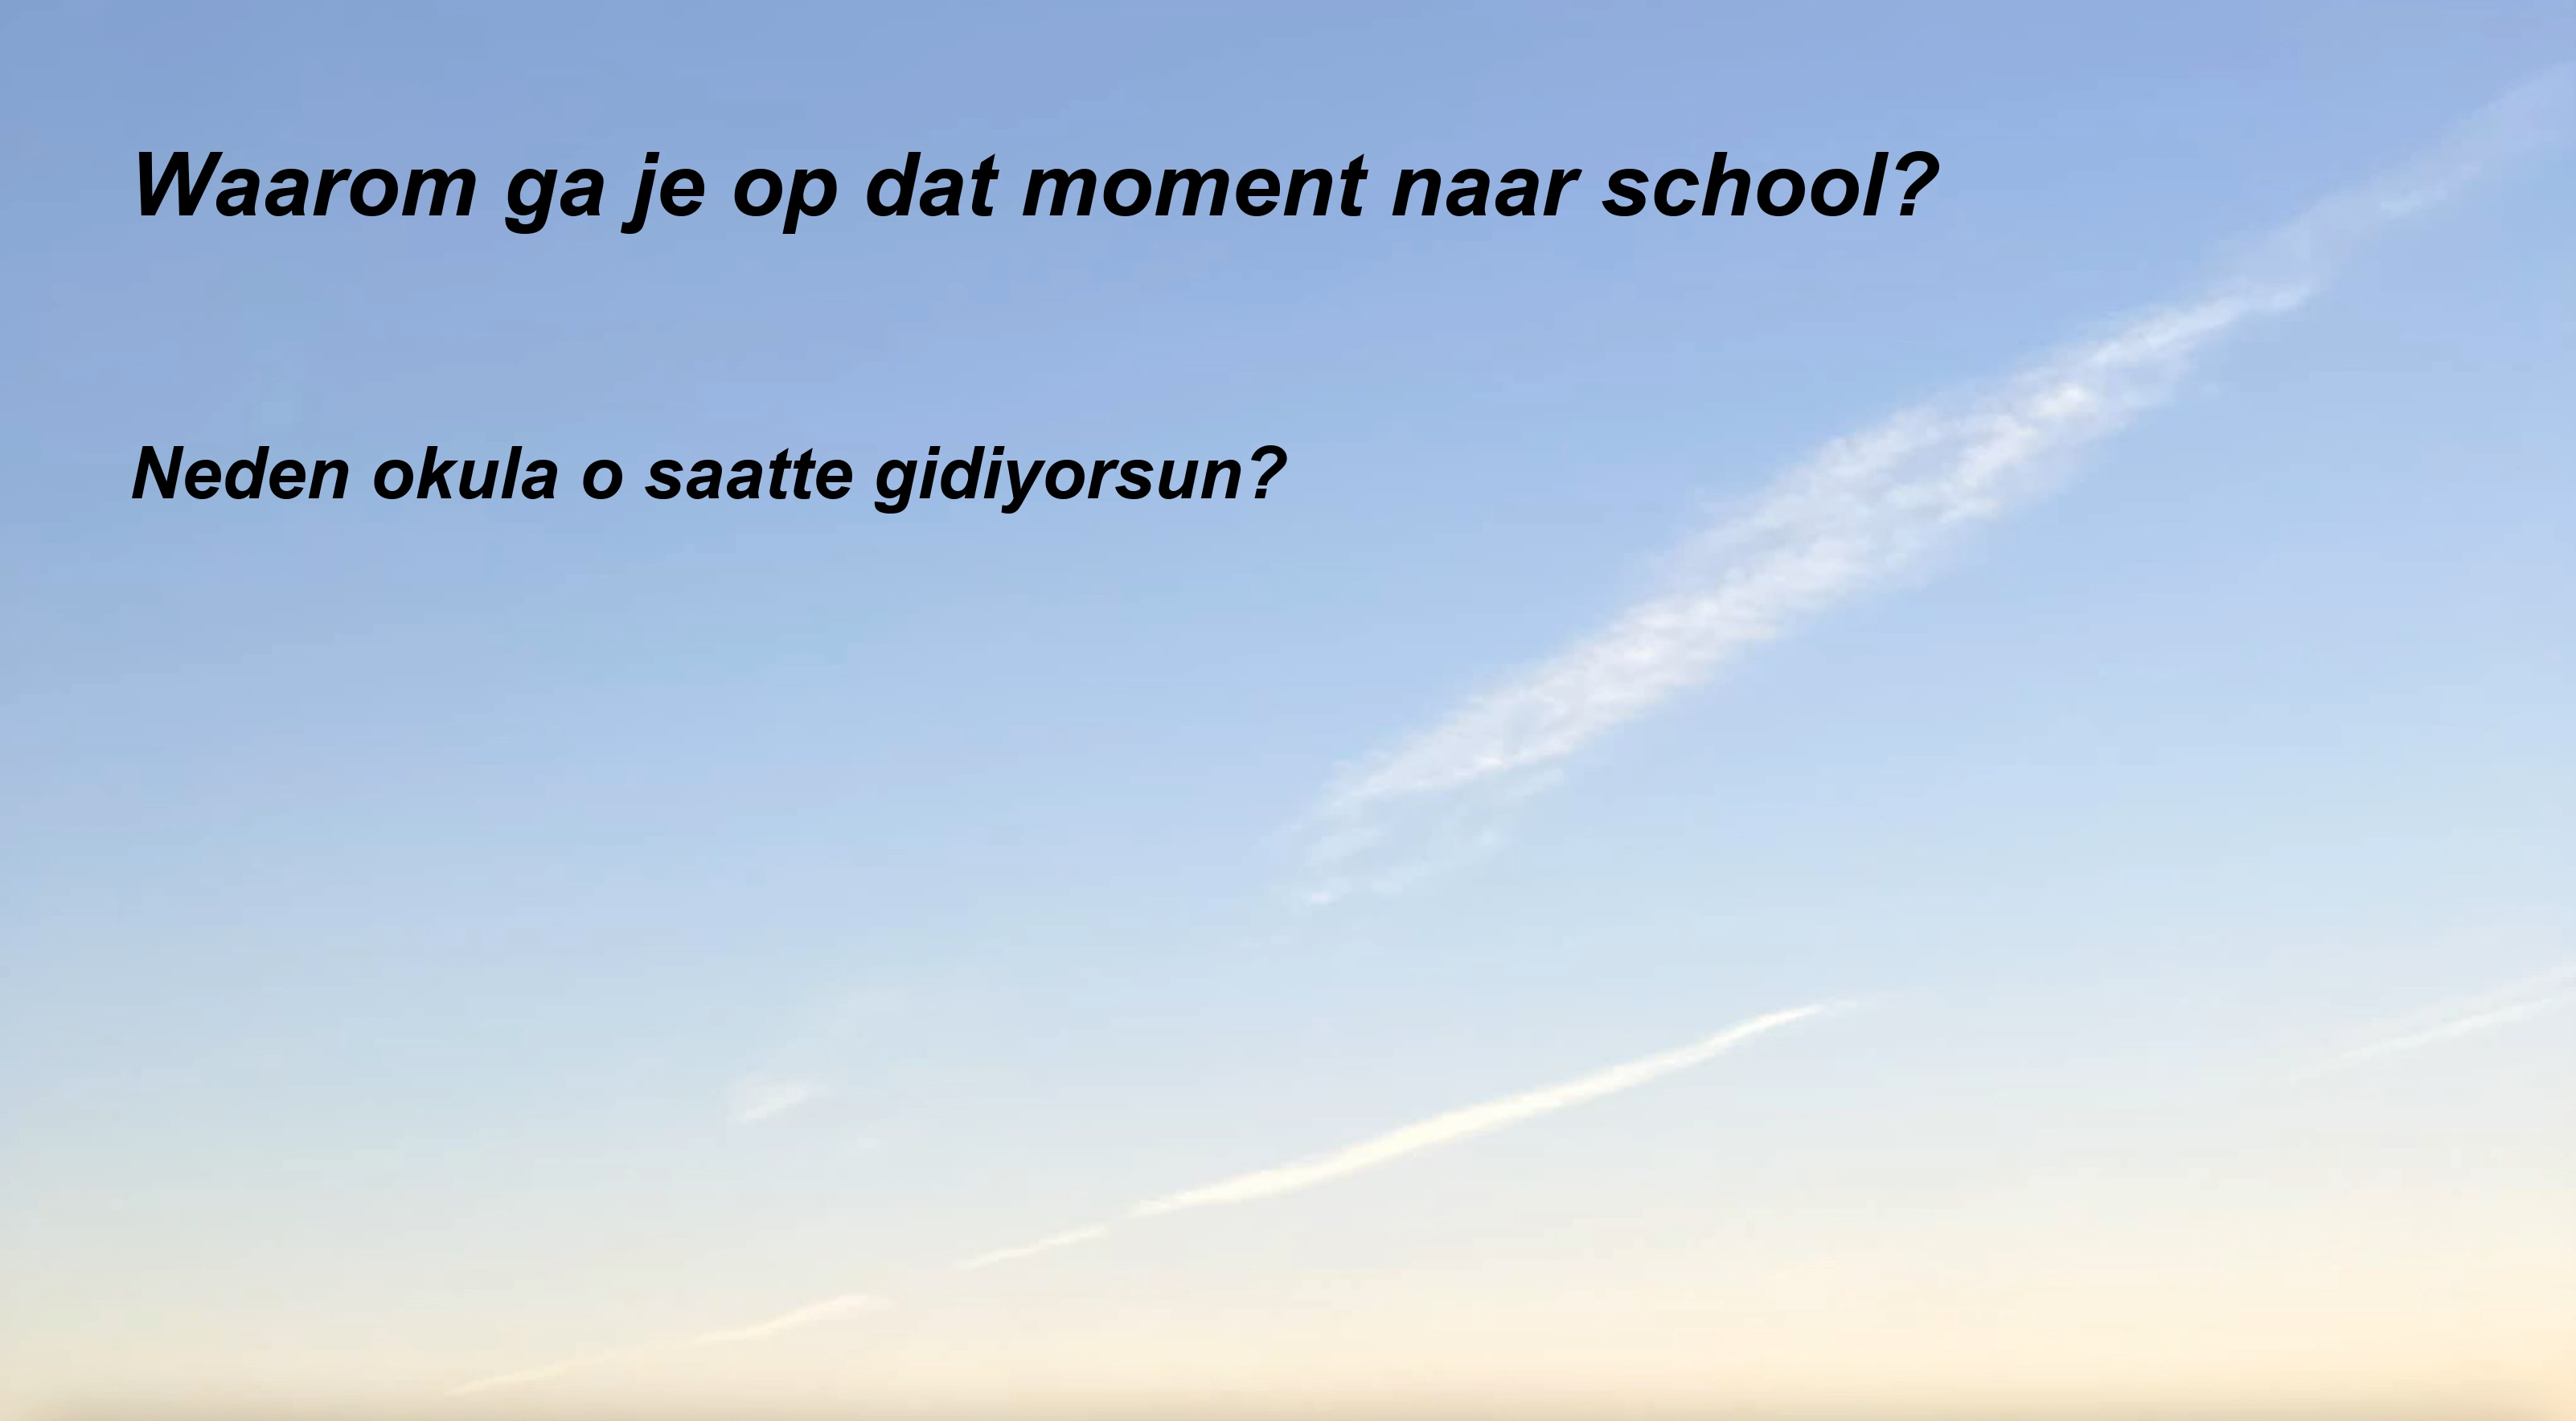 Waarom ga je op dat moment naar school?
Neden okula o saatte gidiyorsun?